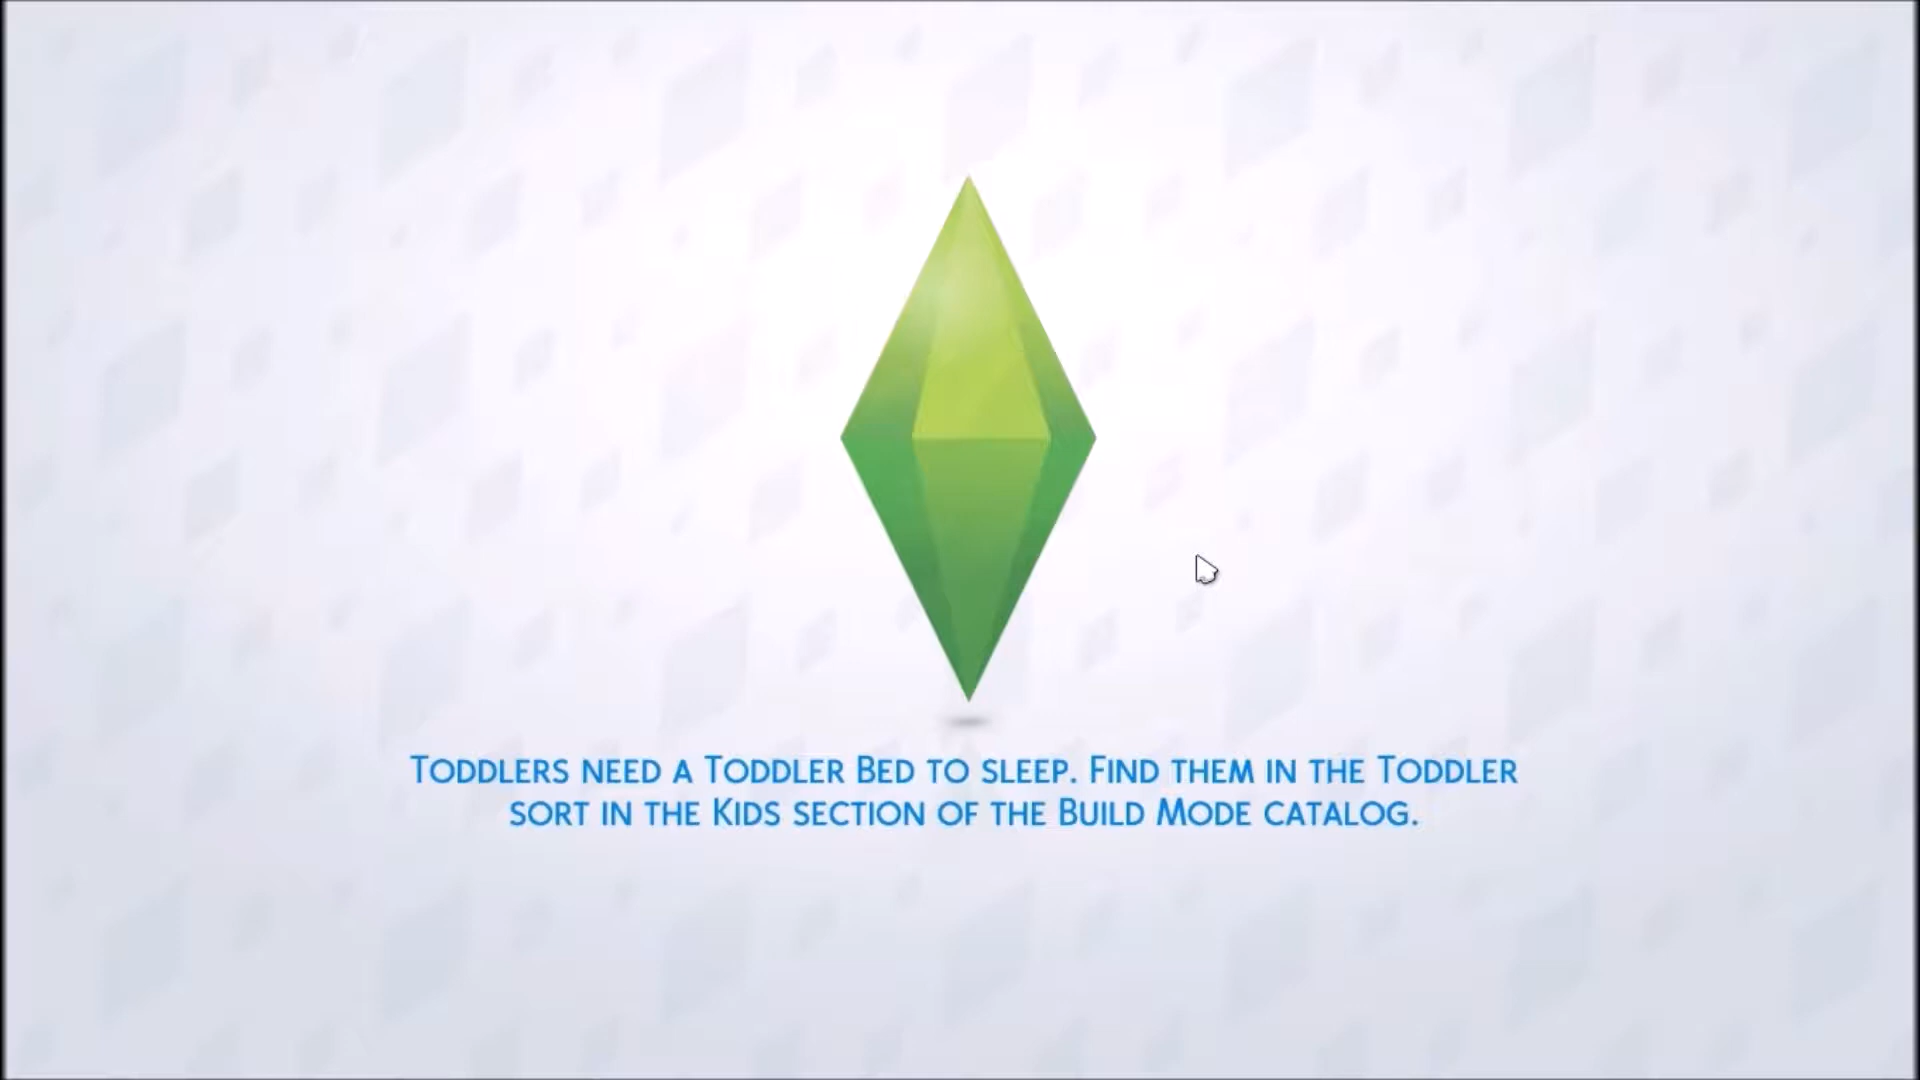 Toddlers need a Toddler Bed to sleep. Find them in the Toddler
sort in the Kids section of the Build Mode catalog.